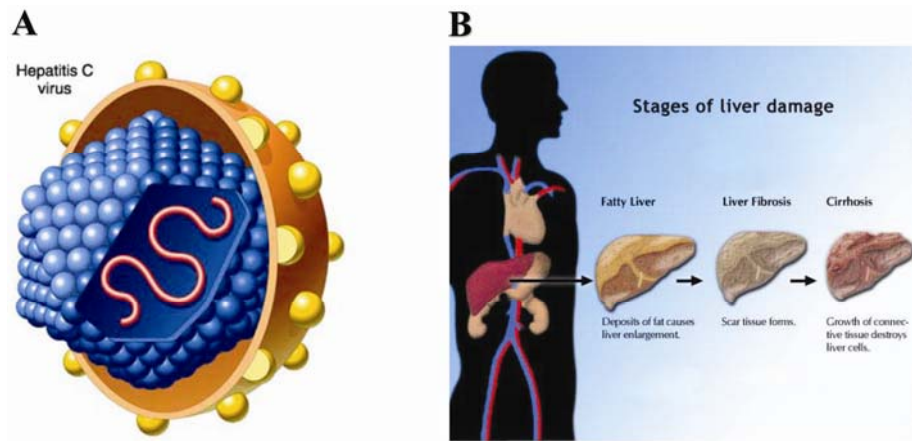 A
Hepatitis C
virus
B
Stages of liver damage
Fatty Liver
Deposits of fat causes
liver enlargement.
Liver Fibrosis
Scar tissue forms.
Cirrhosis
Growth of connec-
tive tissue destroys
liver cells.